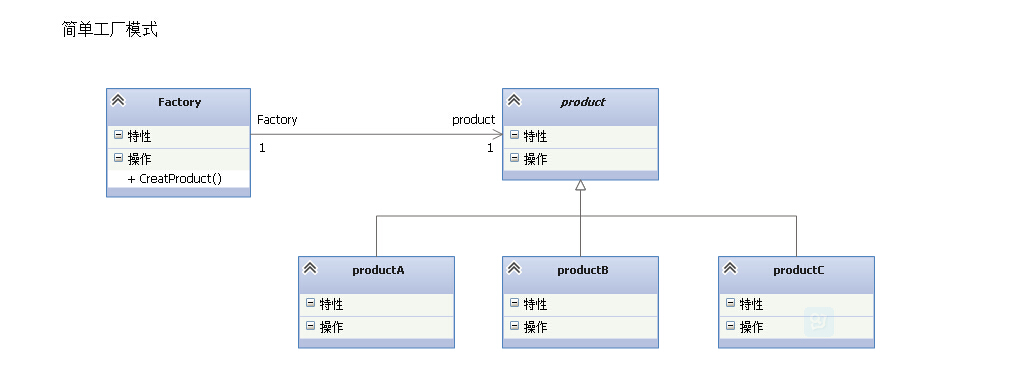 简单工厂模式
Factory
特性
操作
+ CreatProduct()
Factory
product
1
1
product
特性
操作
productA
特性
操作
productB
特性
操作
productC
特性
操作